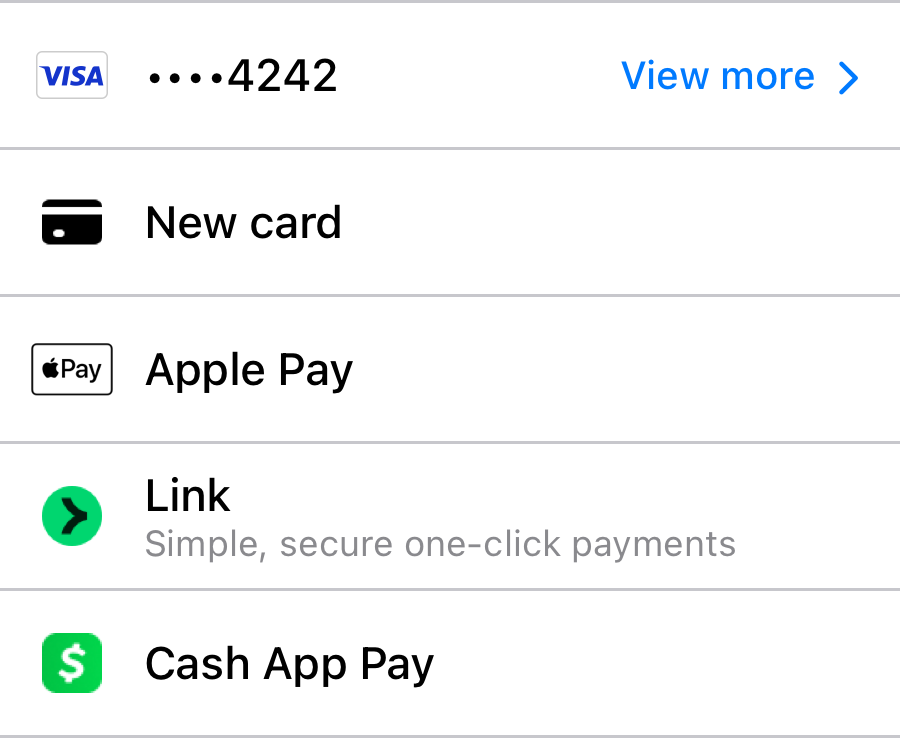 VISA ••••4242 View more
New card
Pay Apple Pay
Link
Simple, secure one-click payments
$ Cash App Pay